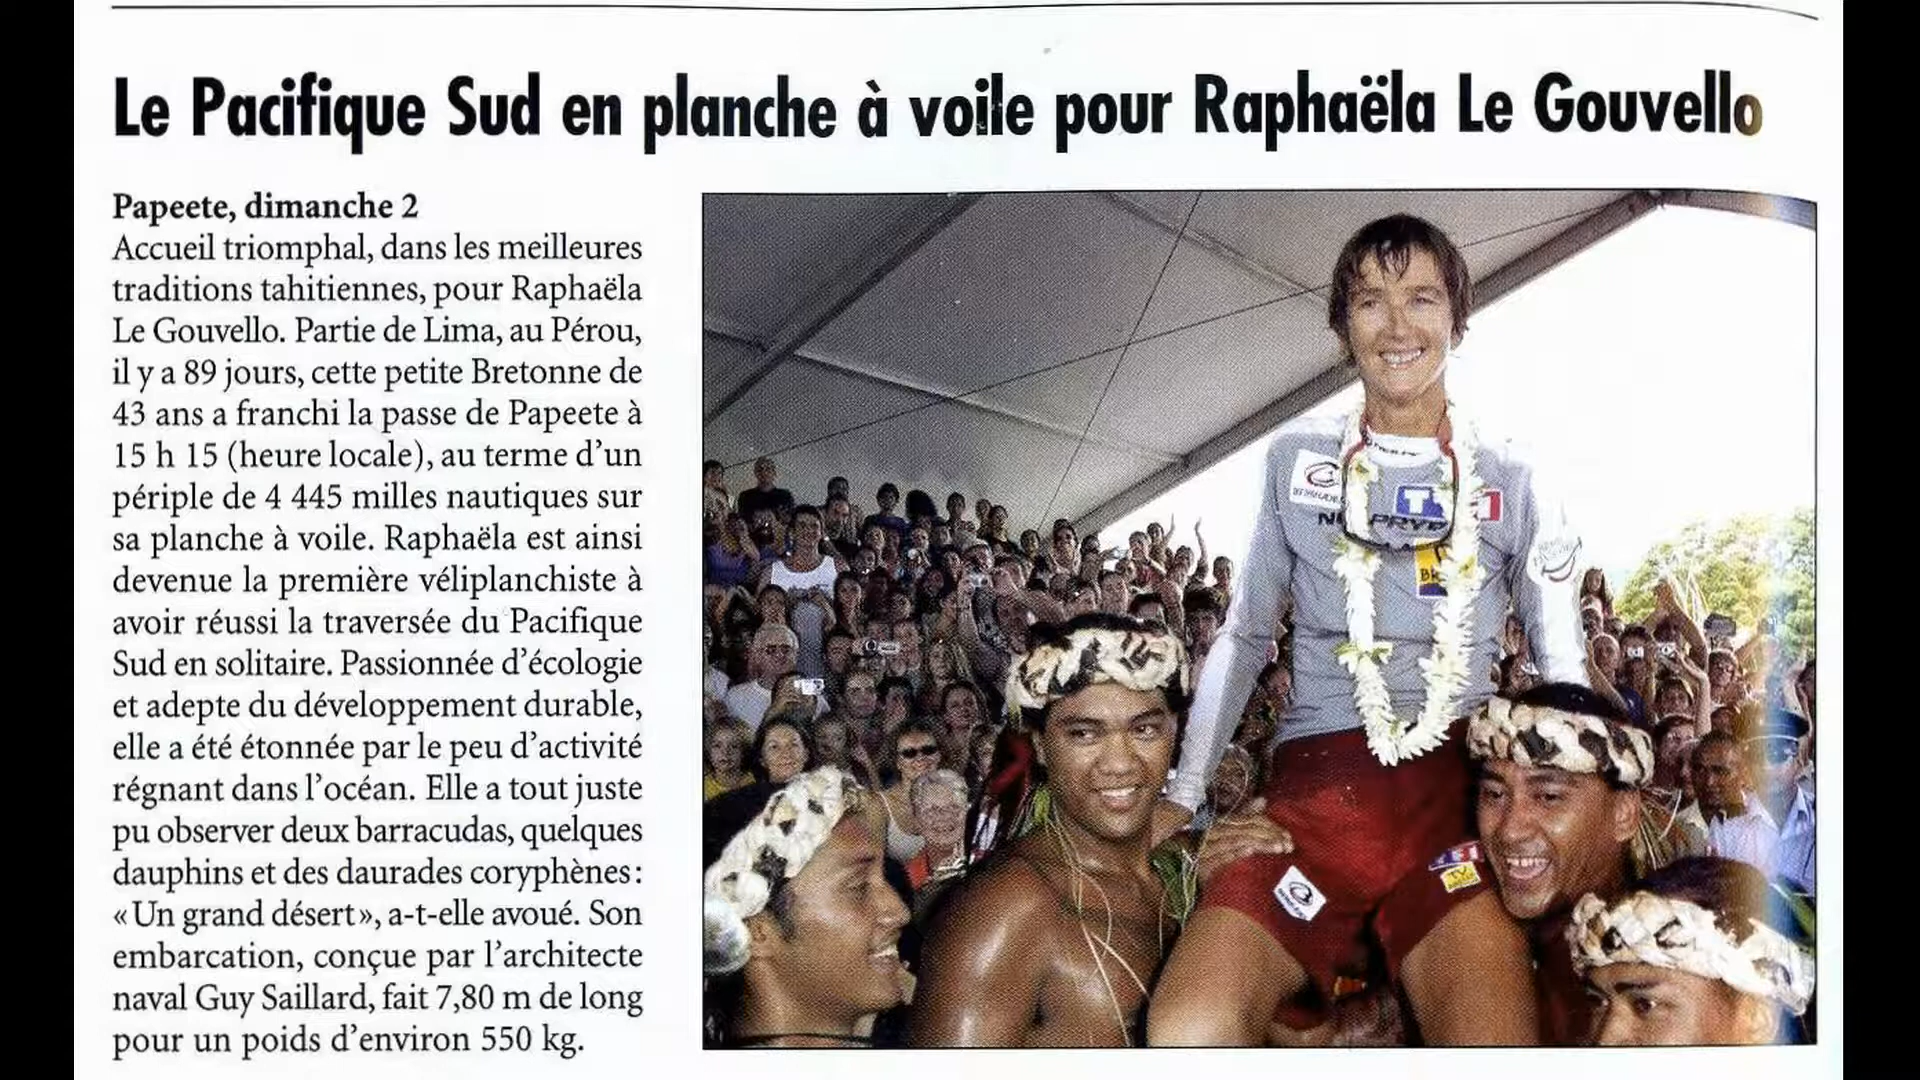 Le Pacifique Sud en planche à voile pour Raphaëla Le Gouvello
Papeete, dimanche 2
Accueil triomphal, dans les meilleures
traditions tahitiennes, pour Raphaëla
Le Gouvello. Partie de Lima, au Pérou,
il y a 89 jours, cette petite Bretonne de
43 ans a franchi la passe de Papeete à
15 h 15 (heure locale), au terme d'un
périple de 4 445 milles nautiques sur
sa planche à voile. Raphaëla est ainsi
devenue la première véliplanchiste à
avoir réussi la traversée du Pacifique
Sud en solitaire. Passionnée d'écologie
et adepte du développement durable,
elle a été étonnée par le peu d'activité
régnant dans l'océan. Elle a tout juste
pu observer deux barracudas, quelques
dauphins et des daurades coryphènes :
« Un grand désert », a-t-elle avoué. Son
embarcation, conçue par l'architecte
naval Guy Saillard, fait 7,80 m de long
pour un poids d'environ 550 kg.